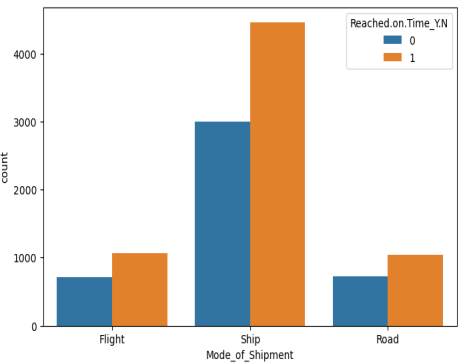 Reached.on.Time_Y.N
0
1
4000
3000
2000
1000
0
count
Flight
Ship
Road
Mode_of_Shipment